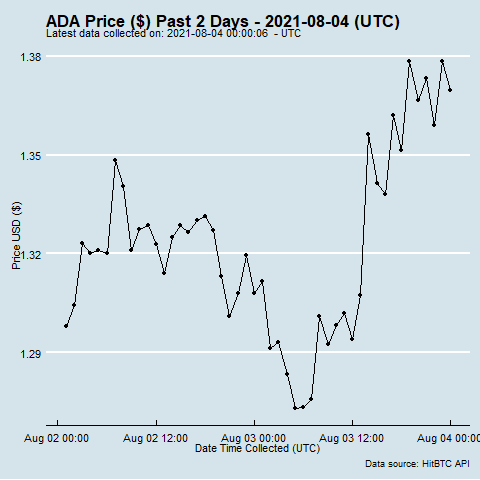 ADA Price ($) Past 2 Days - 2021-08-04 (UTC)
Latest data collected on: 2021-08-04 00:00:06 - UTC
1.38
1.35
1.32
1.29
Price USD ($)
Aug 02 00:00
Aug 02 12:00
Aug 03 00:00
Aug 03 12:00
Aug 04 00:00
Date Time Collected (UTC)
Data source: HitBTC API